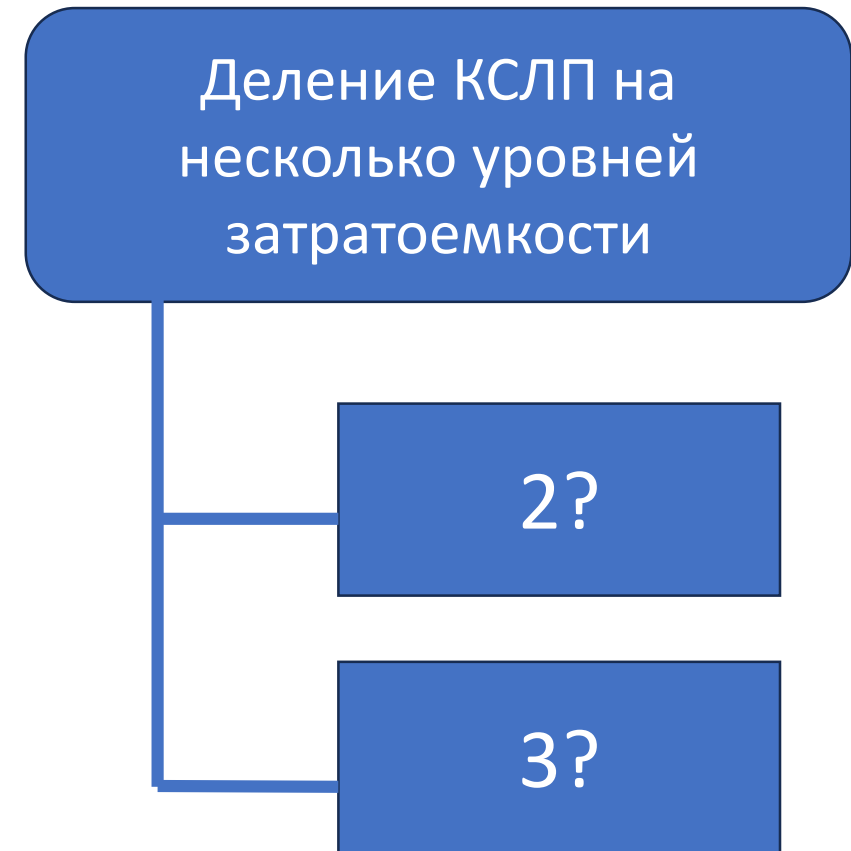 Деление КСЛП на
несколько уровней
затратоемкости
2?
3?